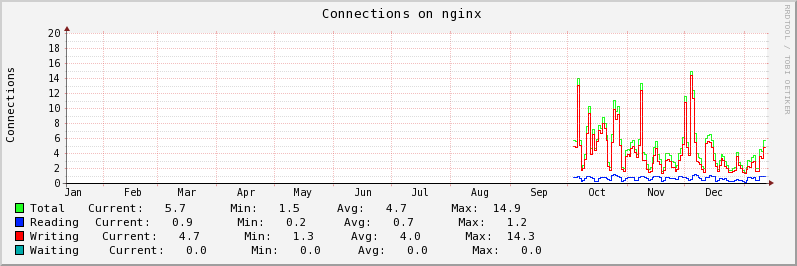 Connections on nginx
RRDTOOL / TOBI OETIKER
Connections
20
18
16
14
12
10
8
6
4
2
0
Jan Feb Mar Apr May Jun Jul Aug Sep Oct Nov Dec
Total Current: 5.7 Min: 1.5 Avg: 4.7 Max: 14.9
Reading Current: 0.9 Min: 0.2 Avg: 0.7 Max: 1.2
Writing Current: 4.7 Min: 1.3 Avg: 4.0 Max: 14.3
Waiting Current: 0.0 Min: 0.0 Avg: 0.0 Max: 0.0